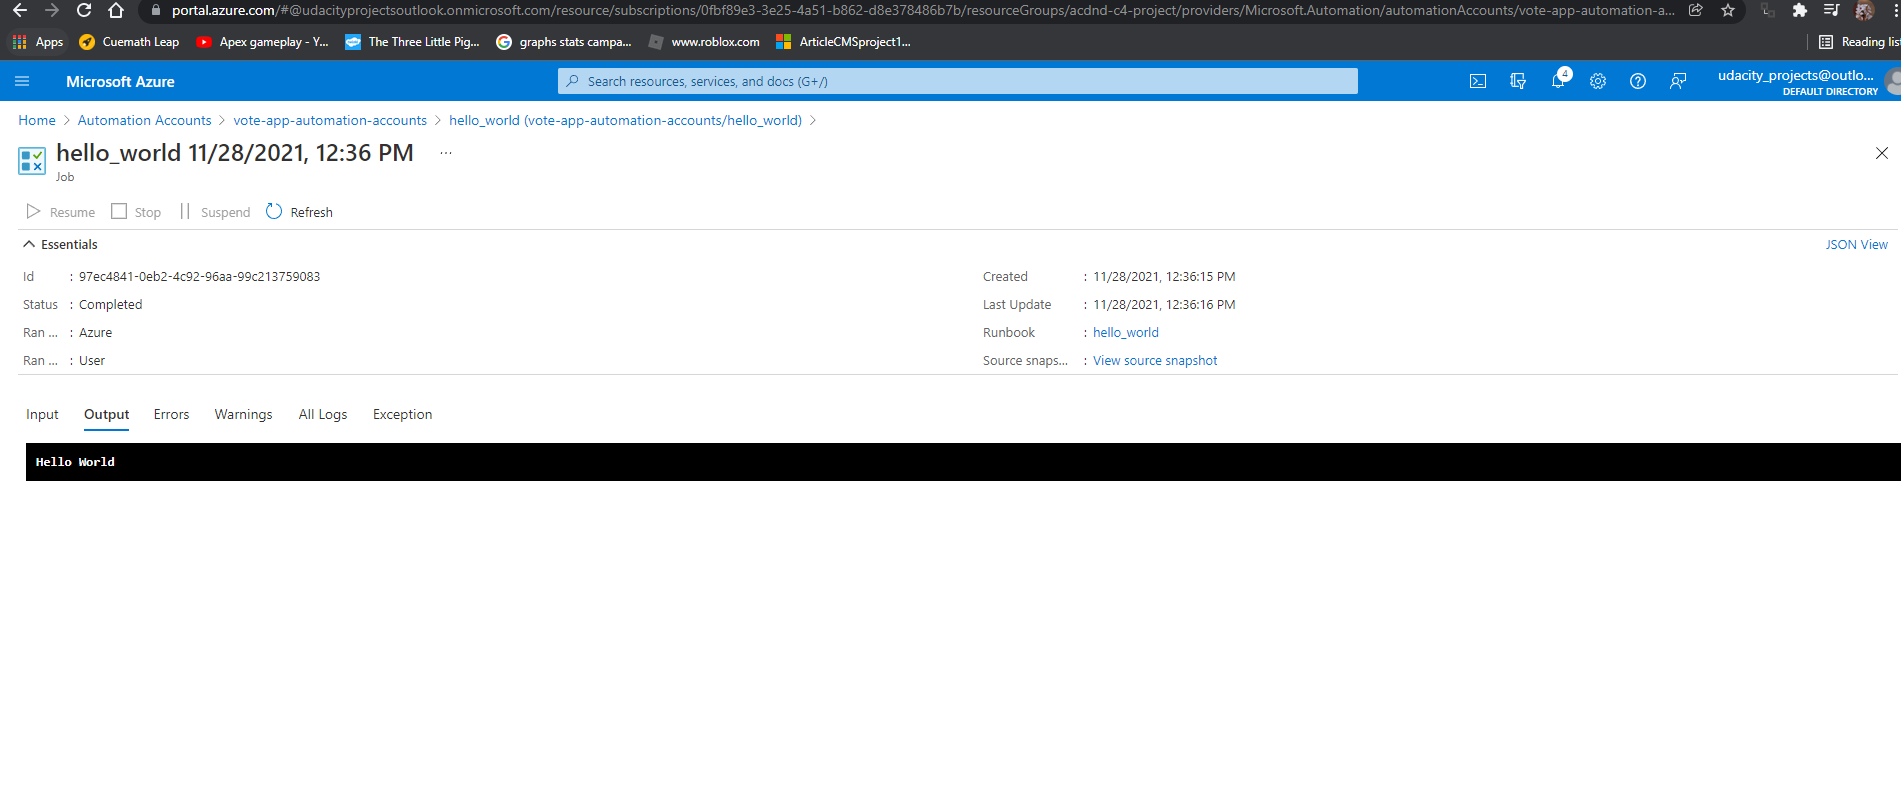 portal.azure.com/#@udacityprojectsoutlook.onmicrosoft.com/resource/subscriptions/0fbf89e3-3e25-4a51-b862-d8e378486b7b/resourceGroups/acdnd-c4-project/providers/Microsoft.Automation/automationAccounts/vote-app-automation-a...
Apps Cuemath Leap Apex gameplay - Y... The Three Little Pig... graphs stats campa... www.roblox.com ArticleCMSproject1... Reading lis
Microsoft Azure Search resources, services, and docs (G+/) 4 udacity_projects@outlo...
DEFAULT DIRECTORY
Home > Automation Accounts > vote-app-automation-accounts > hello_world (vote-app-automation-accounts/hello_world) >
hello_world 11/28/2021, 12:36 PM ...
Job
Resume Stop Suspend Refresh
Essentials JSON View
Id : 97ec4841-0eb2-4c92-96aa-99c213759083 Created : 11/28/2021, 12:36:15 PM
Status : Completed Last Update : 11/28/2021, 12:36:16 PM
Ran ... : Azure Runbook : hello_world
Ran ... : User Source snaps... : View source snapshot
Input Output Errors Warnings All Logs Exception
Hello World